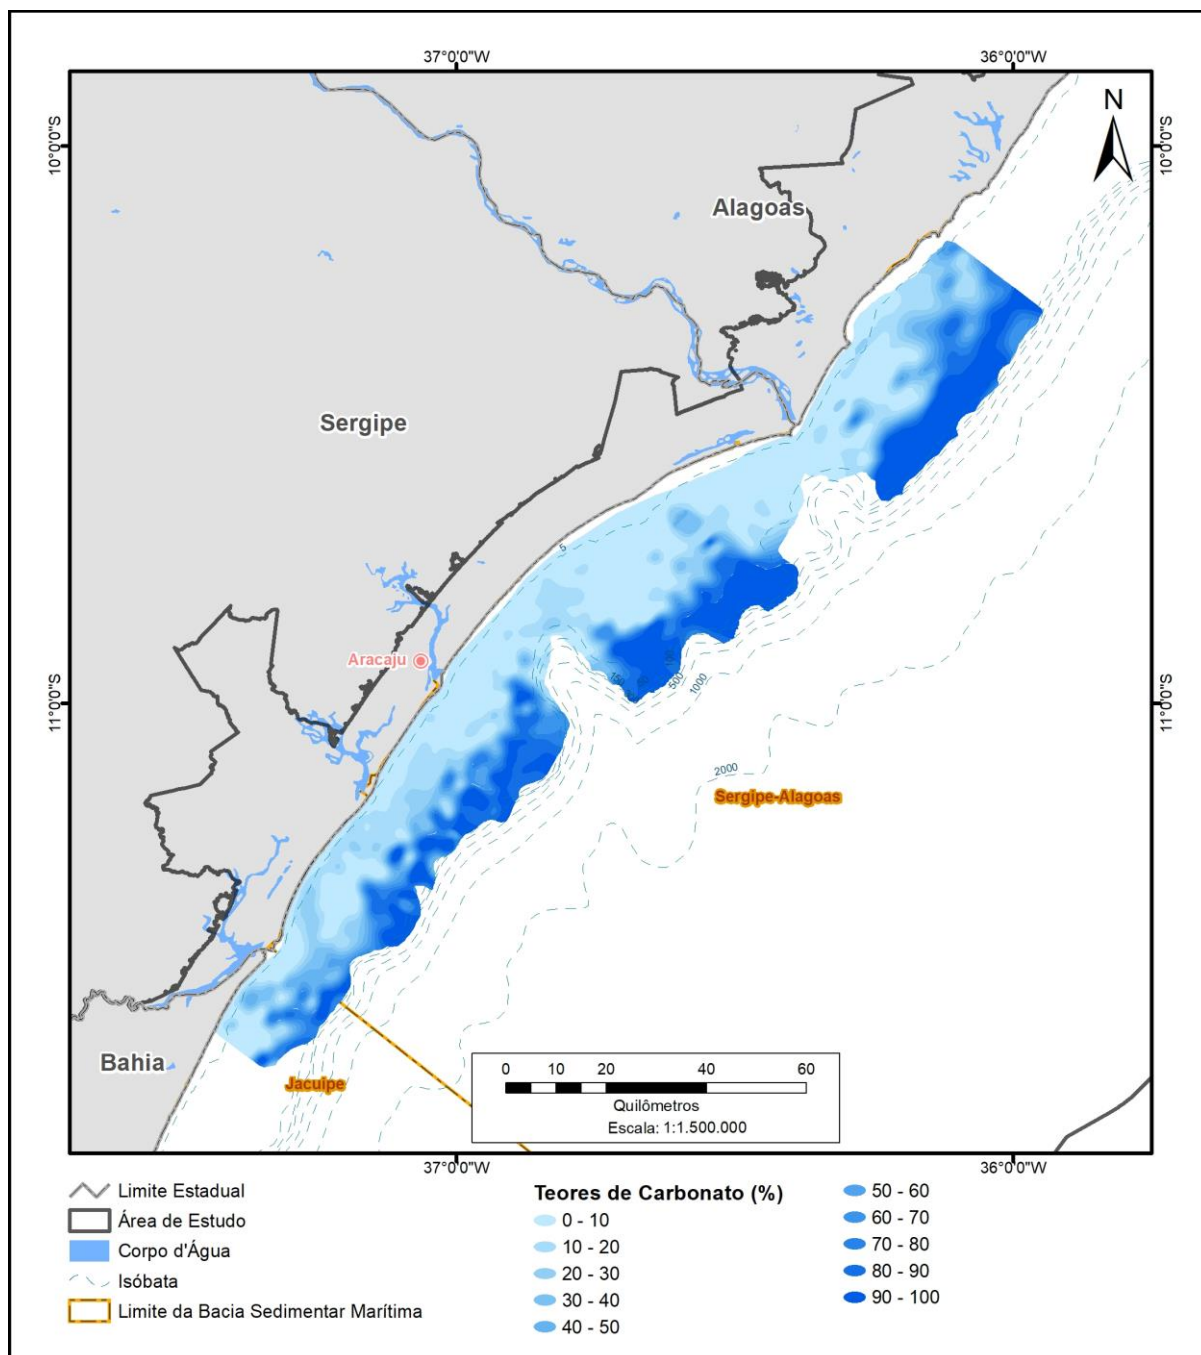 37°0'0"W
36°0'0"W
N
10°0'0"S
10°0'0"S
Alagoas
Sergipe
5
Aracaju
100
150
500
1000
11°0'0"S
11°0'0"S
2000
Sergipe-Alagoas
Bahia
Jacuípe
0 10 20 40 60
Quilômetros
Escala: 1:1.500.000
37°0'0"W
36°0'0"W
Limite Estadual
Área de Estudo
Corpo d'Água
Isóbata
Limite da Bacia Sedimentar Marítima
Teores de Carbonato (%)
0 - 10
10 - 20
20 - 30
30 - 40
40 - 50
50 - 60
60 - 70
70 - 80
80 - 90
90 - 100